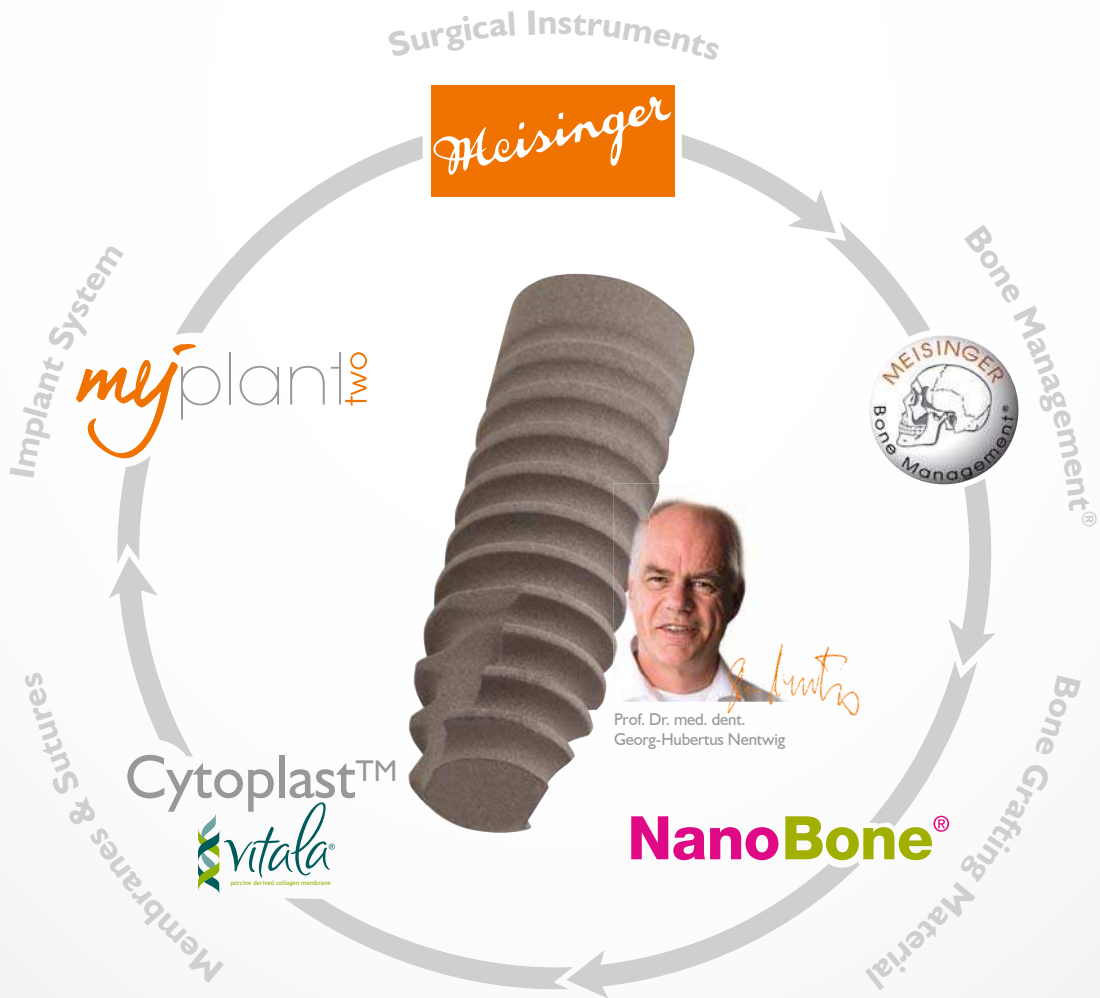 Surgical Instruments
Meisinger
Bone Management®
MEISINGER
Bone Management®
Implant System
myplant two
Prof. Dr. med. dent.
Georg-Hubertus Nentwig
Bone Grafting Material
NanoBone®
Membranes & Sutures
Cytoplast™
vitala®
porcine derived collagen membrane